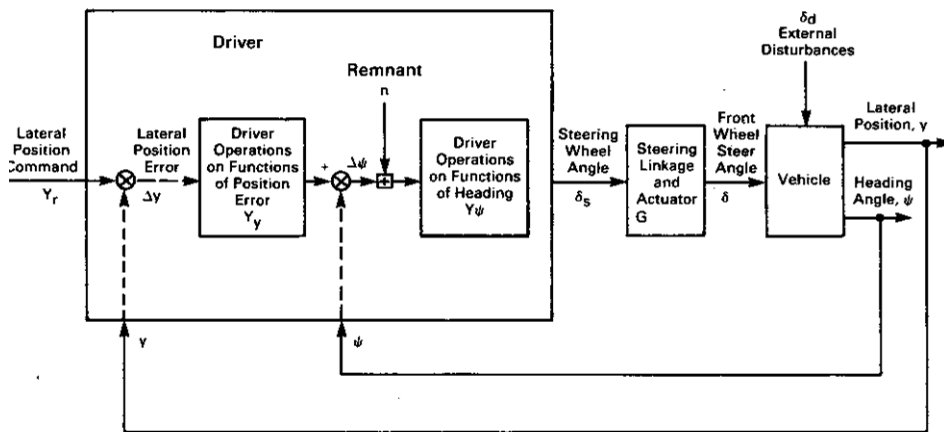 Driver
Remnant
n
δd
External
Disturbances
Lateral
Position
Command
Yr
Lateral
Position
Error
Δy
Driver
Operations
on Functions
of Position
Error
Yy
+
Δψ
Driver
Operations
on Functions
of Heading
Yψ
Steering
Wheel
Angle
δs
Steering
Linkage
and
Actuator
G
Front
Wheel
Steer
Angle
δ
Vehicle
Lateral
Position, y
Heading
Angle, ψ
y
ψ